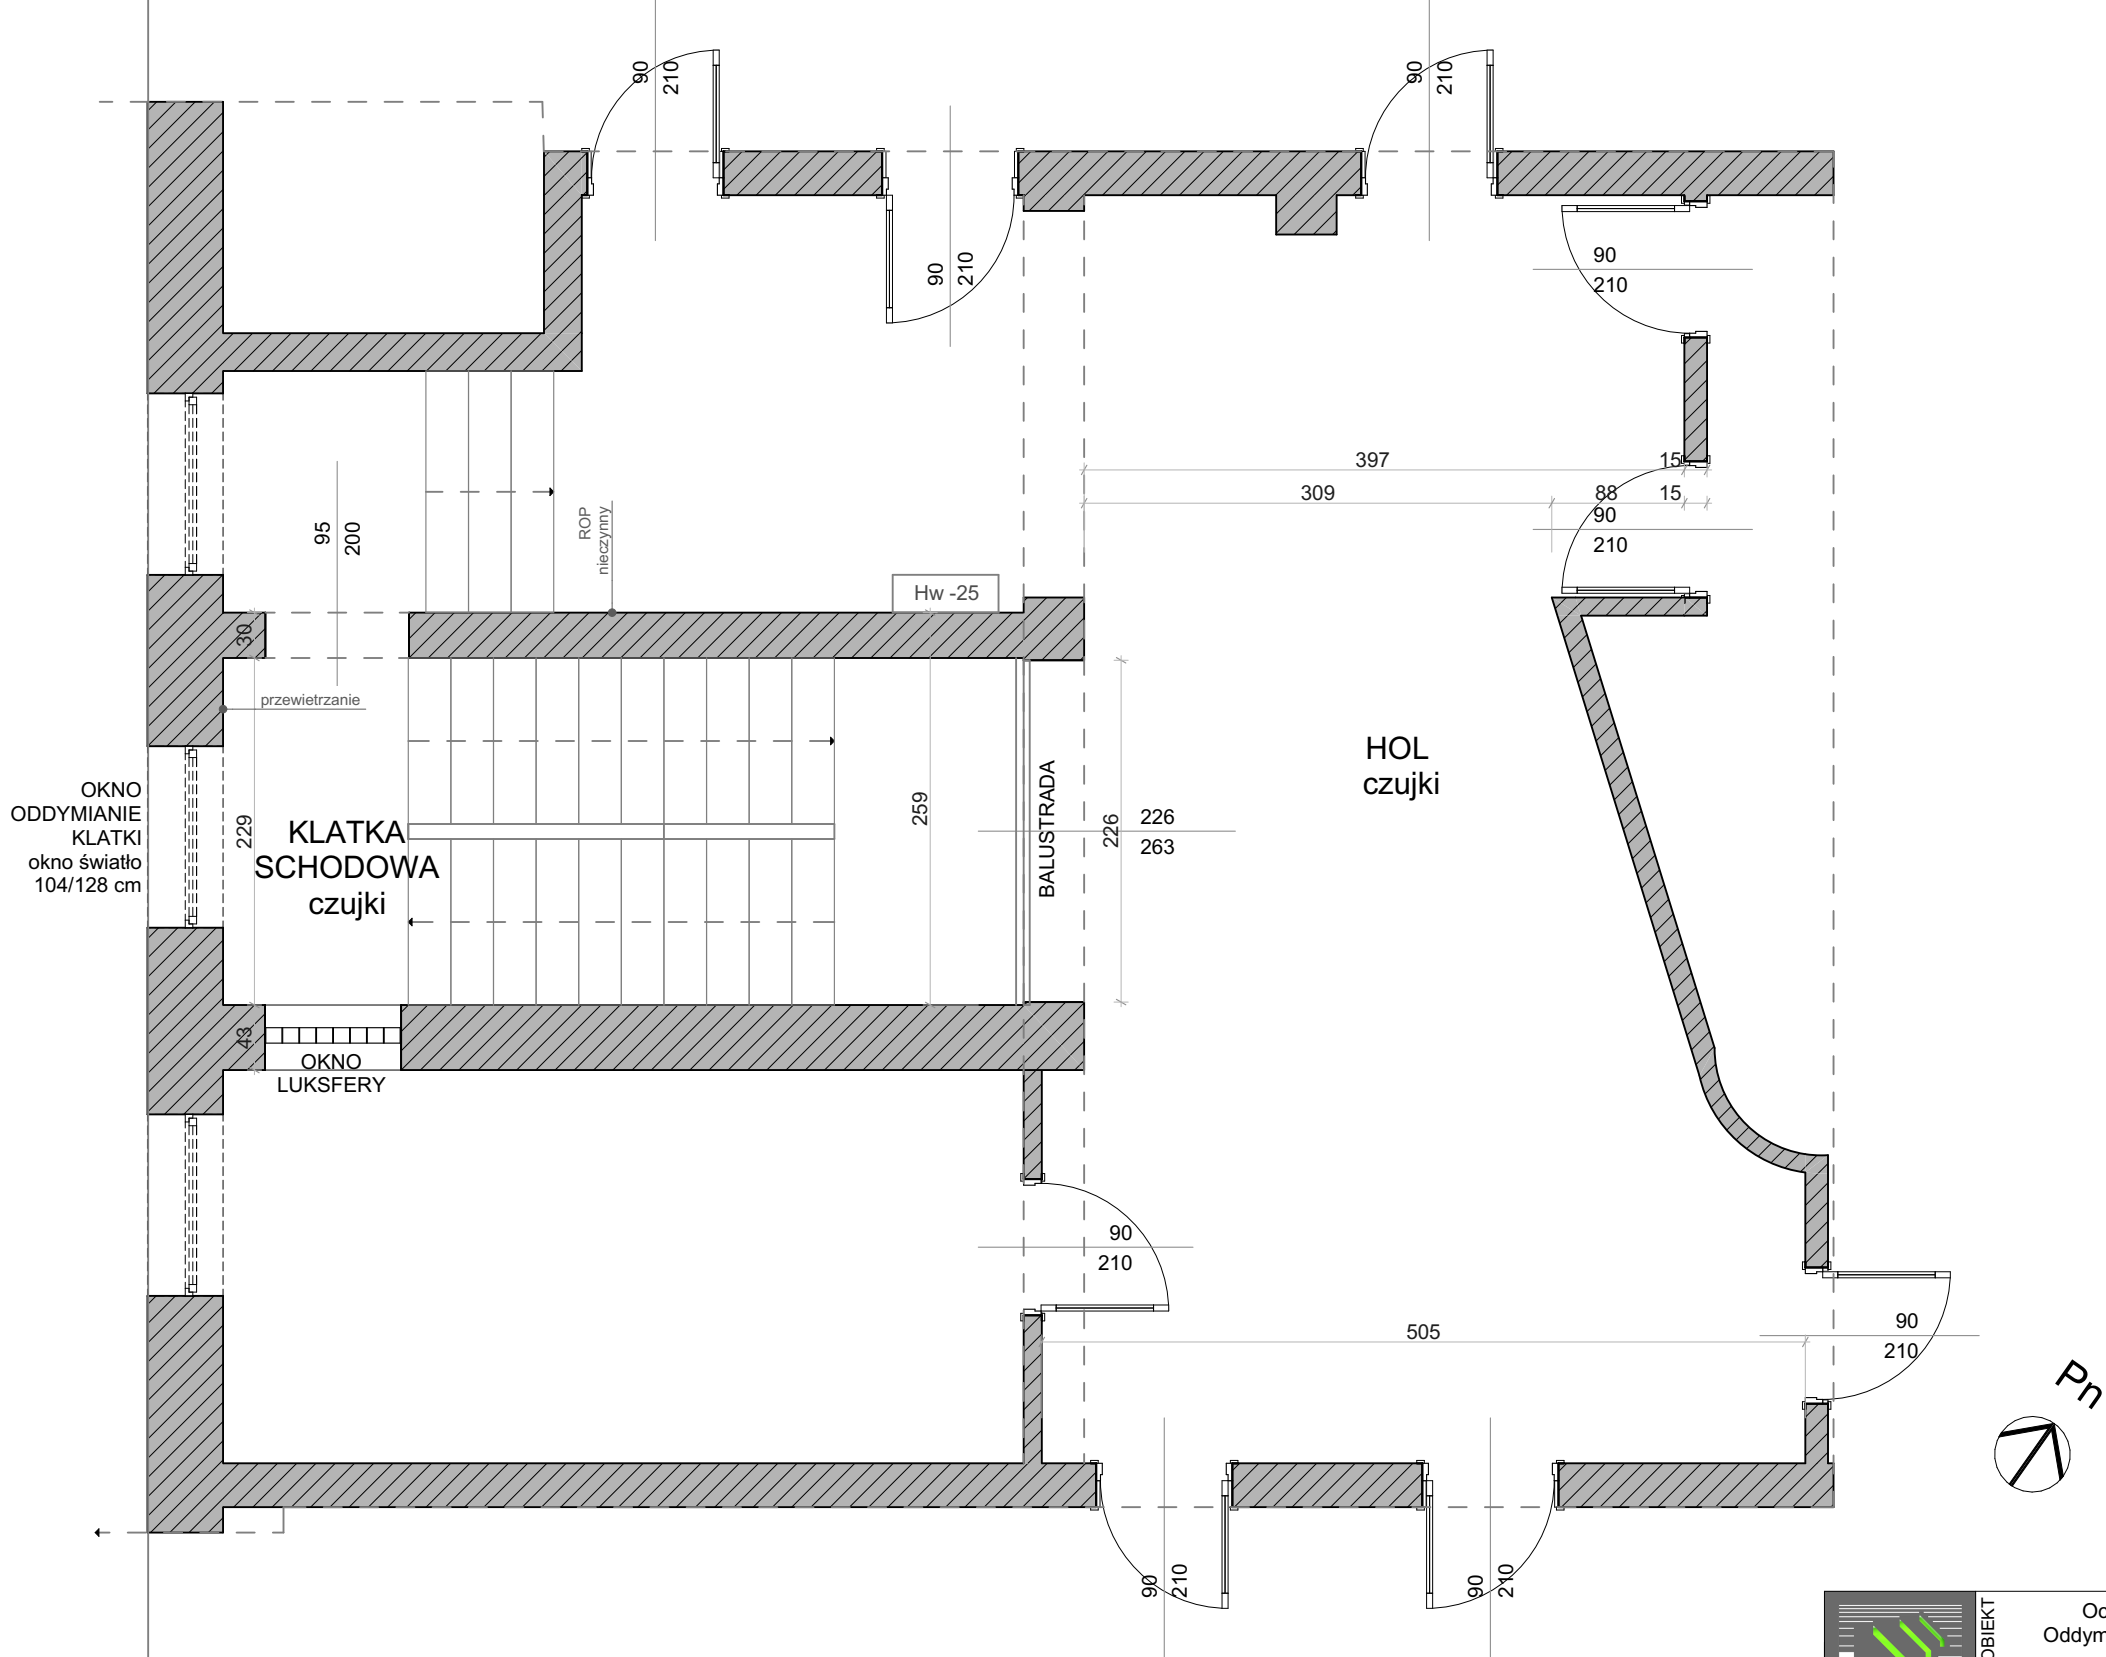 90
210
90
210
90
210
90
210
397
15
309
88
15
90
210
95
200
ROP
nieczynny
Hw -25
30
przewietrzanie
OKNO
ODDYMIANIE
KLATKI
okno światło
104/128 cm
229
KLATKA
SCHODOWA
czujki
259
BALUSTRADA
226
226
263
HOL
czujki
43
OKNO
LUKSFERY
90
210
505
90
210
Pn
90
210
90
210